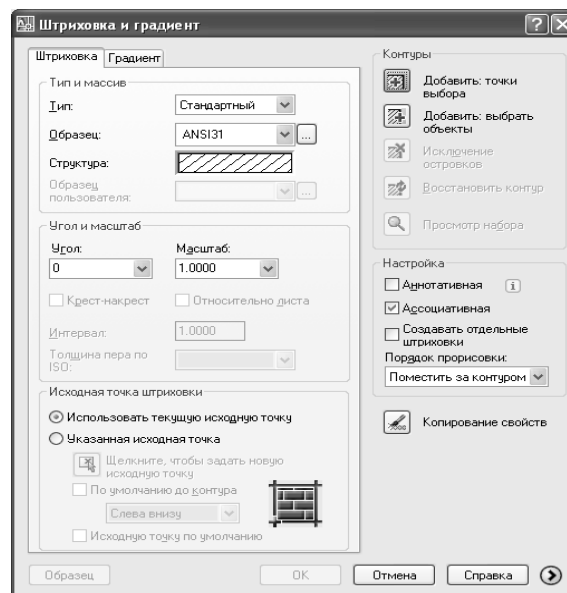 Штриховка и градиент
Штриховка Градиент
Тип и массив
Тип: Стандартный
Образец: ANSI31 ...
Структура:
Образец
пользователя: ...
Угол и масштаб
Угол: Масштаб:
0 1.0000
Крест-накрест Относительно листа
Интервал: 1.0000
Толщина пера по
ISO:
Исходная точка штриховки
Использовать текущую исходную точку
Указанная исходная точка
Щелкните, чтобы задать новую
исходную точку
По умолчанию до контура
Слева внизу
Исходную точку по умолчанию
Контуры
Добавить: точки
выбора
Добавить: выбрать
объекты
Исключение
островков
Восстановить контур
Просмотр набора
Настройка
Аннотативная i
Ассоциативная
Создавать отдельные
штриховки
Порядок прорисовки:
Поместить за контуром
Копирование свойств
Образец OK Отмена Справка